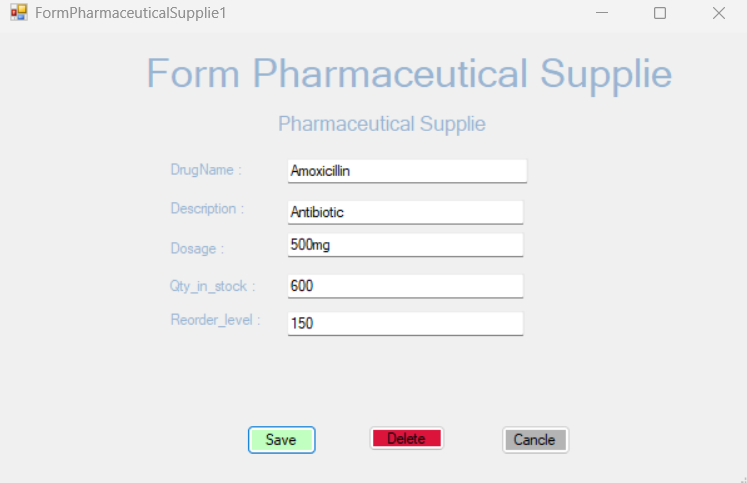 FormPharmaceuticalSupplie1
Form Pharmaceutical Supplie
Pharmaceutical Supplie
DrugName : Amoxicillin
Description : Antibiotic
Dosage : 500mg
Qty_in_stock : 600
Reorder_level : 150
Save Delete Cancle